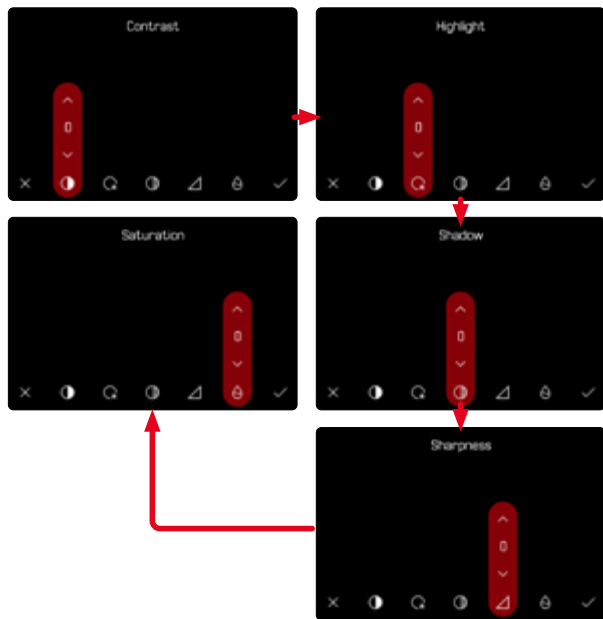 Contrast
0
Highlight
0
Saturation
0
Shadow
0
Sharpness
0